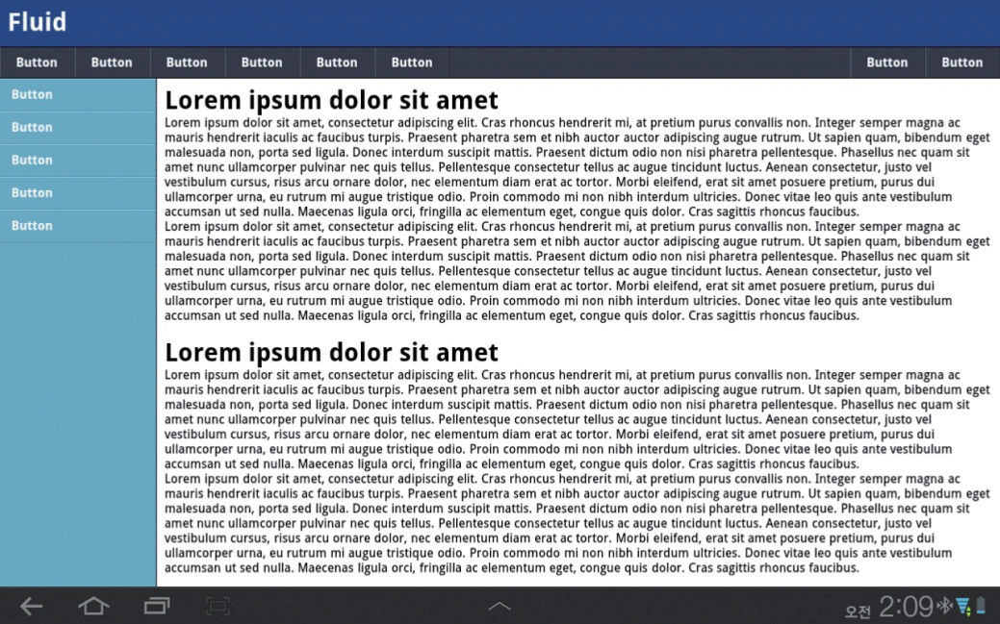 Fluid
Button Button Button Button Button Button Button Button
Button
Button
Button
Button
Button
Lorem ipsum dolor sit amet
Lorem ipsum dolor sit amet, consectetur adipiscing elit. Cras rhoncus hendrerit mi, at pretium purus convallis non. Integer semper magna ac
mauris hendrerit iaculis ac faucibus turpis. Praesent pharetra sem et nibh auctor auctor adipiscing augue rutrum. Ut sapien quam, bibendum eget
malesuada non, porta sed ligula. Donec interdum suscipit mattis. Praesent dictum odio non nisi pharetra pellentesque. Phasellus nec quam sit
amet nunc ullamcorper pulvinar nec quis tellus. Pellentesque consectetur tellus ac augue tincidunt luctus. Aenean consectetur, justo vel
vestibulum cursus, risus arcu ornare dolor, nec elementum diam erat ac tortor. Morbi eleifend, erat sit amet posuere pretium, purus dui
ullamcorper urna, eu rutrum mi augue tristique odio. Proin commodo mi non nibh interdum ultricies. Donec vitae leo quis ante vestibulum
accumsan ut sed nulla. Maecenas ligula orci, fringilla ac elementum eget, congue quis dolor. Cras sagittis rhoncus faucibus.
Lorem ipsum dolor sit amet, consectetur adipiscing elit. Cras rhoncus hendrerit mi, at pretium purus convallis non. Integer semper magna ac
mauris hendrerit iaculis ac faucibus turpis. Praesent pharetra sem et nibh auctor auctor adipiscing augue rutrum. Ut sapien quam, bibendum eget
malesuada non, porta sed ligula. Donec interdum suscipit mattis. Praesent dictum odio non nisi pharetra pellentesque. Phasellus nec quam sit
amet nunc ullamcorper pulvinar nec quis tellus. Pellentesque consectetur tellus ac augue tincidunt luctus. Aenean consectetur, justo vel
vestibulum cursus, risus arcu ornare dolor, nec elementum diam erat ac tortor. Morbi eleifend, erat sit amet posuere pretium, purus dui
ullamcorper urna, eu rutrum mi augue tristique odio. Proin commodo mi non nibh interdum ultricies. Donec vitae leo quis ante vestibulum
accumsan ut sed nulla. Maecenas ligula orci, fringilla ac elementum eget, congue quis dolor. Cras sagittis rhoncus faucibus.
Lorem ipsum dolor sit amet
Lorem ipsum dolor sit amet, consectetur adipiscing elit. Cras rhoncus hendrerit mi, at pretium purus convallis non. Integer semper magna ac
mauris hendrerit iaculis ac faucibus turpis. Praesent pharetra sem et nibh auctor auctor adipiscing augue rutrum. Ut sapien quam, bibendum eget
malesuada non, porta sed ligula. Donec interdum suscipit mattis. Praesent dictum odio non nisi pharetra pellentesque. Phasellus nec quam sit
amet nunc ullamcorper pulvinar nec quis tellus. Pellentesque consectetur tellus ac augue tincidunt luctus. Aenean consectetur, justo vel
vestibulum cursus, risus arcu ornare dolor, nec elementum diam erat ac tortor. Morbi eleifend, erat sit amet posuere pretium, purus dui
ullamcorper urna, eu rutrum mi augue tristique odio. Proin commodo mi non nibh interdum ultricies. Donec vitae leo quis ante vestibulum
accumsan ut sed nulla. Maecenas ligula orci, fringilla ac elementum eget, congue quis dolor. Cras sagittis rhoncus faucibus.
Lorem ipsum dolor sit amet, consectetur adipiscing elit. Cras rhoncus hendrerit mi, at pretium purus convallis non. Integer semper magna ac
mauris hendrerit iaculis ac faucibus turpis. Praesent pharetra sem et nibh auctor auctor adipiscing augue rutrum. Ut sapien quam, bibendum eget
malesuada non, porta sed ligula. Donec interdum suscipit mattis. Praesent dictum odio non nisi pharetra pellentesque. Phasellus nec quam sit
amet nunc ullamcorper pulvinar nec quis tellus. Pellentesque consectetur tellus ac augue tincidunt luctus. Aenean consectetur, justo vel
vestibulum cursus, risus arcu ornare dolor, nec elementum diam erat ac tortor. Morbi eleifend, erat sit amet posuere pretium, purus dui
ullamcorper urna, eu rutrum mi augue tristique odio. Proin commodo mi non nibh interdum ultricies. Donec vitae leo quis ante vestibulum
accumsan ut sed nulla. Maecenas ligula orci, fringilla ac elementum eget, congue quis dolor. Cras sagittis rhoncus faucibus.
오전 2:09